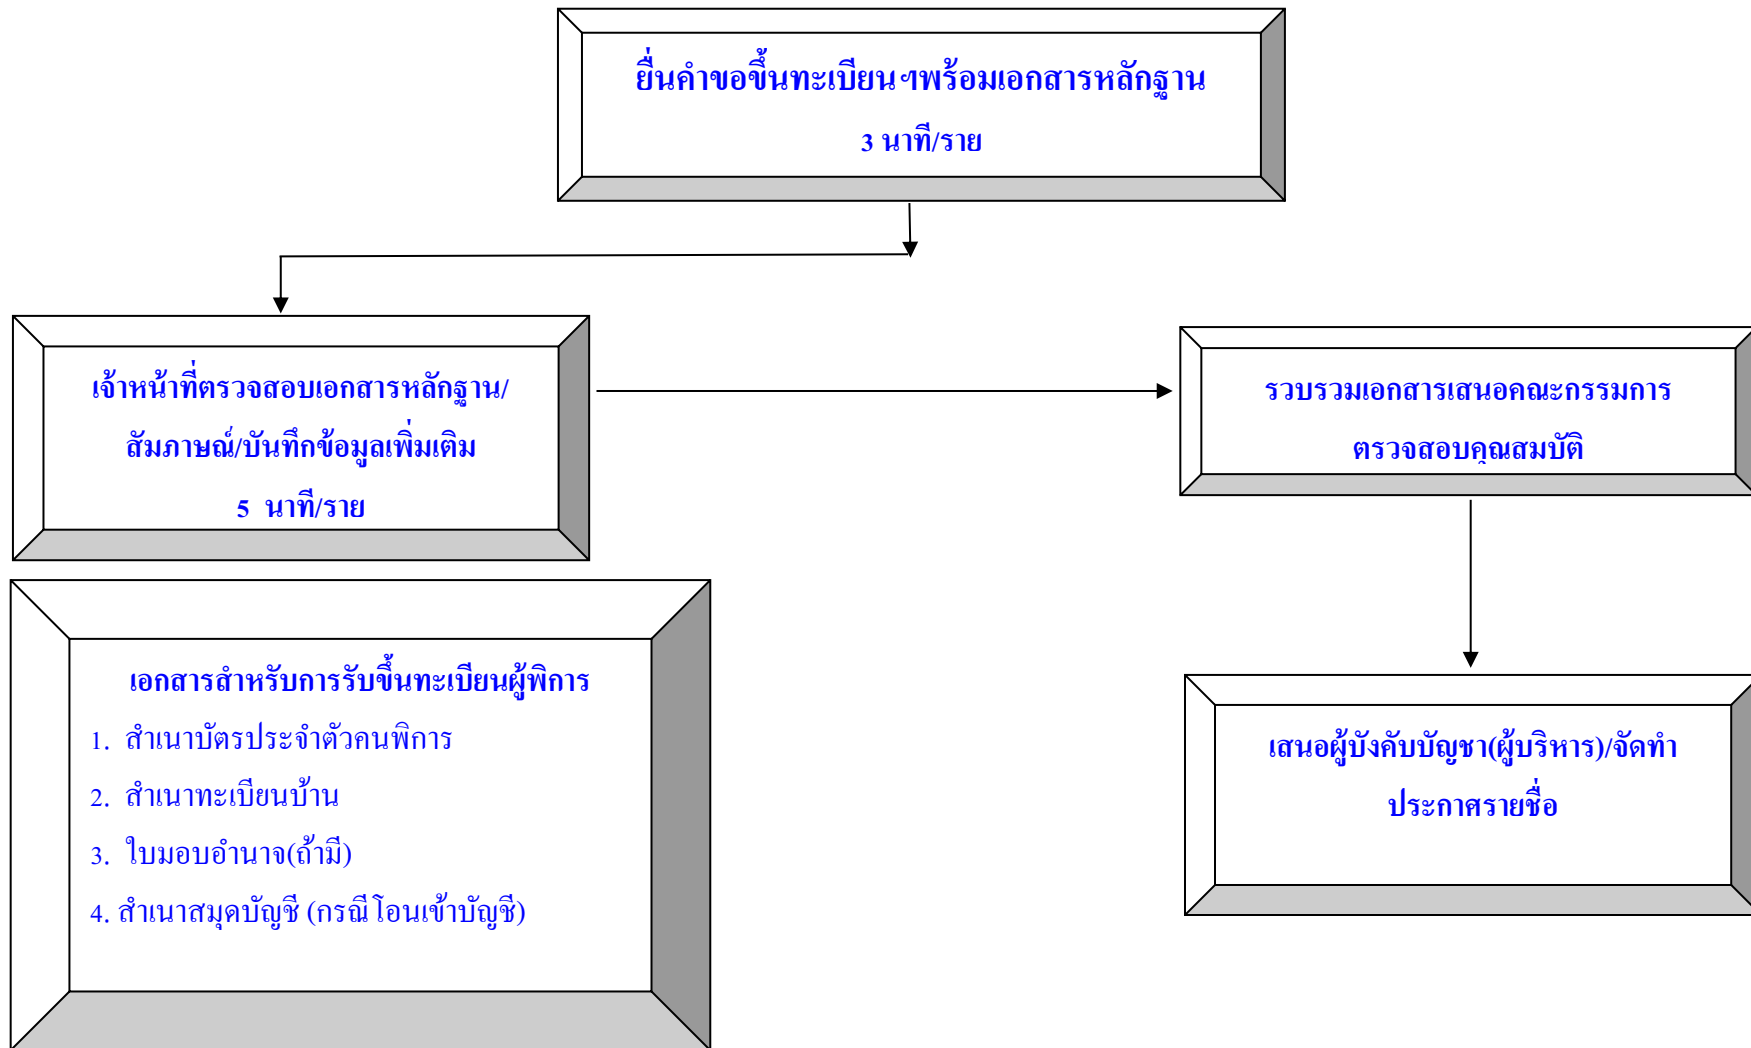 ยื่นคำขอขึ้นทะเบียนฯพร้อมเอกสารหลักฐาน
3 นาที/ราย
เจ้าหน้าที่ตรวจสอบเอกสารหลักฐาน/
สัมภาษณ์/บันทึกข้อมูลเพิ่มเติม
5 นาที/ราย
รวบรวมเอกสารเสนอคณะกรรมการ
ตรวจสอบคุณสมบัติ
เอกสารสำหรับการรับขึ้นทะเบียนผู้พิการ
1. สำเนาบัตรประจำตัวคนพิการ
2. สำเนาทะเบียนบ้าน
3. ใบมอบอำนาจ(ถ้ามี)
4. สำเนาสมุดบัญชี (กรณีโอนเข้าบัญชี)
เสนอผู้บังคับบัญชา(ผู้บริหาร)/จัดทำ
ประกาศรายชื่อ